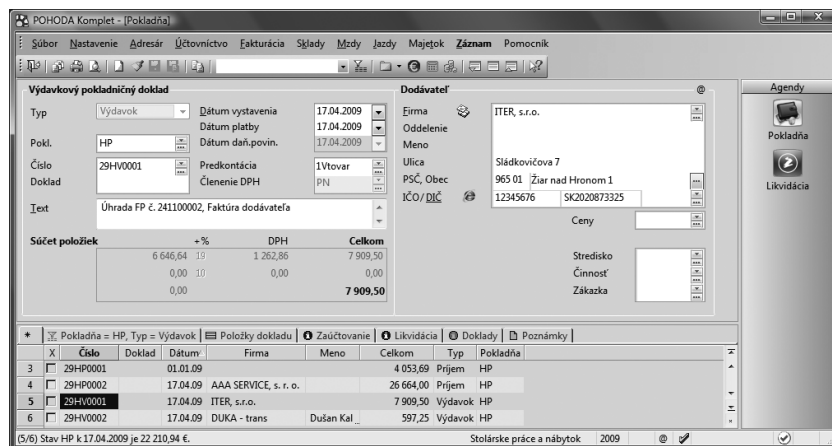 POHODA Komplet - [Pokladňa]
Súbor Nastavenie Adresár Účtovníctvo Fakturácia Sklady Mzdy Jazdy Majetok Záznam Pomocník
Výdavkový pokladničný doklad
Typ Výdavok Dátum vystavenia 17.04.2009
Dátum platby 17.04.2009
Pokl. HP Dátum daň.povin. 17.04.2009
Číslo 29HV0001 Predkontácia 1Vtovar
Doklad Členenie DPH PN
Text Úhrada FP č. 241100002, Faktúra dodávateľa
Súčet položiek +% DPH Celkom
6 646,64 19 1 262,86 7 909,50
0,00 10 0,00 0,00
0,00 7 909,50
Dodávateľ @
Firma ITER, s.r.o.
Oddelenie
Meno
Ulica Sládkovičova 7
PSČ, Obec 965 01 Žiar nad Hronom 1
IČO/DIČ 12345676 SK2020873325
Ceny
Stredisko
Činnosť
Zákazka
Agendy
Pokladňa
Likvidácia
* Pokladňa = HP, Typ = Výdavok Položky dokladu Zaúčtovanie Likvidácia Doklady Poznámky
X Číslo Doklad Dátum Firma Meno Celkom Typ Pokladňa
3 29HP0001 01.01.09 4 053,69 Príjem HP
4 29HP0002 17.04.09 AAA SERVICE, s. r. o. 26 664,00 Príjem HP
5 29HV0001 17.04.09 ITER, s.r.o. 7 909,50 Výdavok HP
6 29HV0002 17.04.09 DUKA - trans Dušan Kal ... 597,25 Výdavok HP
(5/6) Stav HP k 17.04.2009 je 22 210,94 €. Stolárske práce a nábytok 2009 @